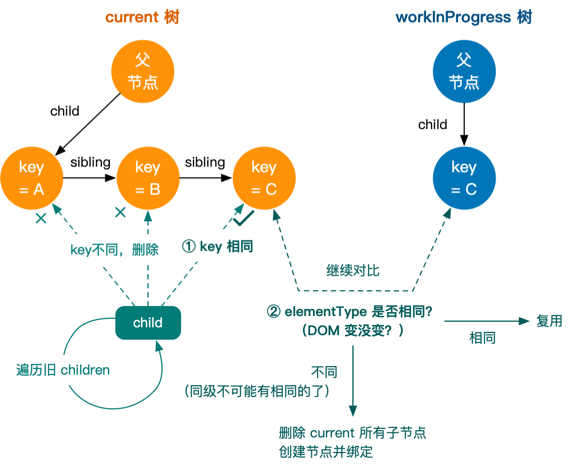 current 树
workInProgress 树
父
节点
父
节点
child
child
key
= A
sibling
key
= B
sibling
key
= C
key
= C
key不同，删除
① key 相同
继续对比
child
② elementType 是否相同？
（DOM 变没变？）
相同
复用
遍历旧 children
不同
（同级不可能有相同的了）
删除 current 所有子节点
创建节点并绑定